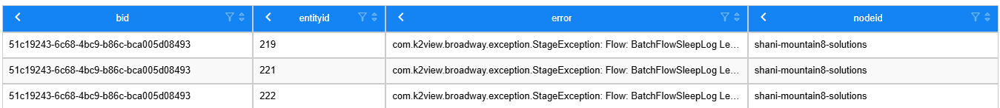 bid entityid error nodeid
51c19243-6c68-4bc9-b86c-bca005d08493 219 com.k2view.broadway.exception.StageException: Flow: BatchFlowSleepLog Le... shani-mountain8-solutions
51c19243-6c68-4bc9-b86c-bca005d08493 221 com.k2view.broadway.exception.StageException: Flow: BatchFlowSleepLog Le... shani-mountain8-solutions
51c19243-6c68-4bc9-b86c-bca005d08493 222 com.k2view.broadway.exception.StageException: Flow: BatchFlowSleepLog Le... shani-mountain8-solutions